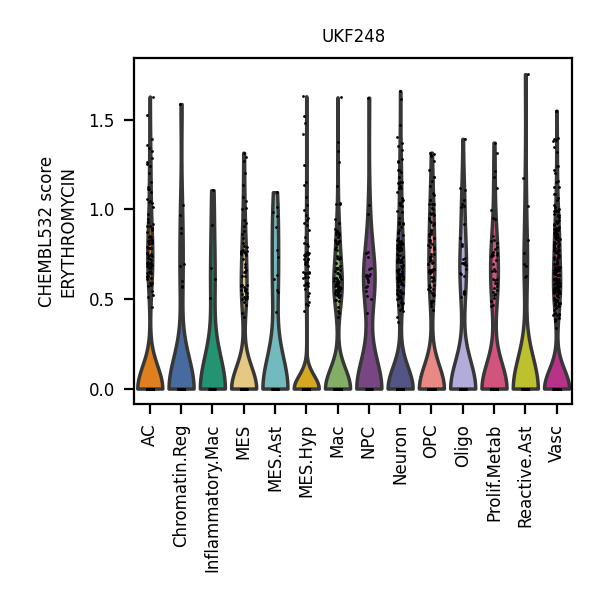 UKF248
CHEMBL532 score
ERYTHROMYCIN
1.5
1.0
0.5
0.0
AC
Chromatin.Reg
Inflammatory.Mac
MES
MES.Ast
MES.Hyp
Mac
NPC
Neuron
OPC
Oligo
Prolif.Metab
Reactive.Ast
Vasc